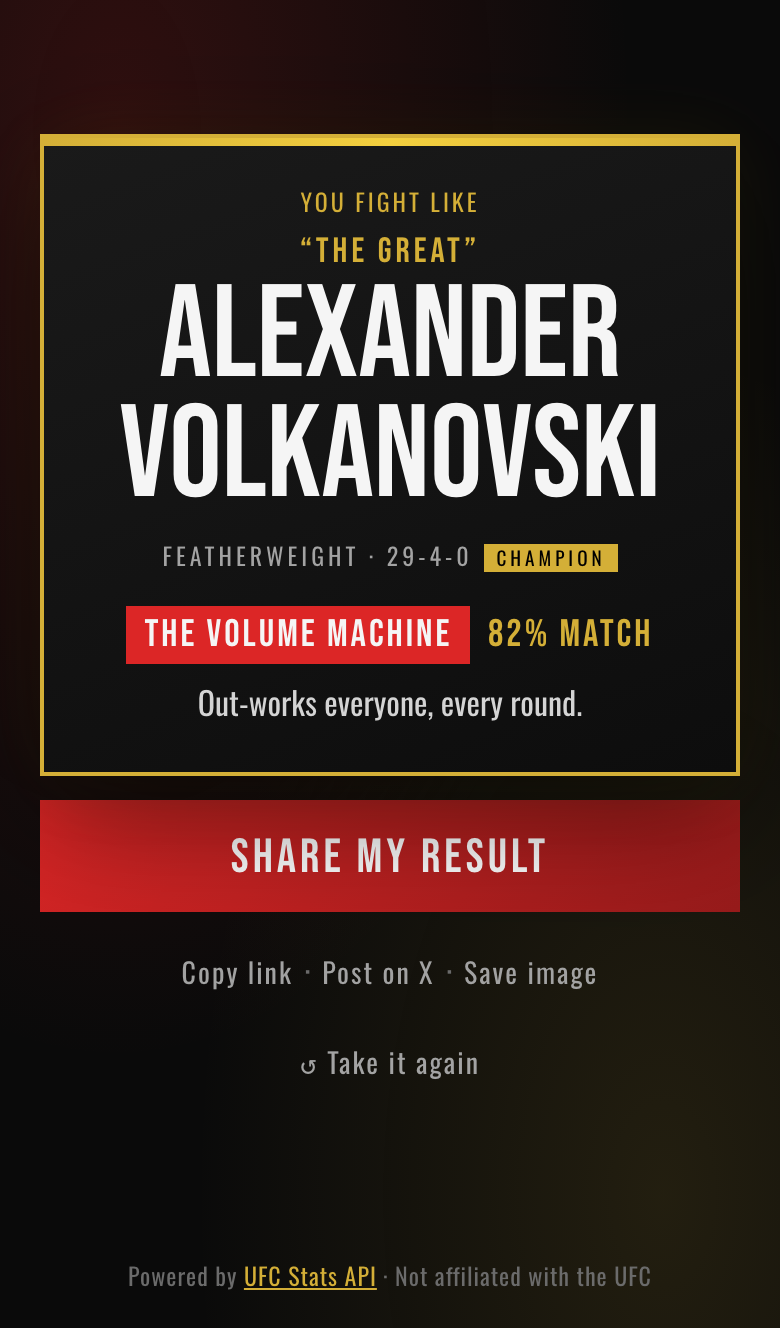 YOU FIGHT LIKE
“THE GREAT”
ALEXANDER
VOLKANOVSKI
FEATHERWEIGHT · 29-4-0 CHAMPION
THE VOLUME MACHINE 82% MATCH
Out-works everyone, every round.
SHARE MY RESULT
Copy link · Post on X · Save image
↺ Take it again
Powered by UFC Stats API · Not affiliated with the UFC